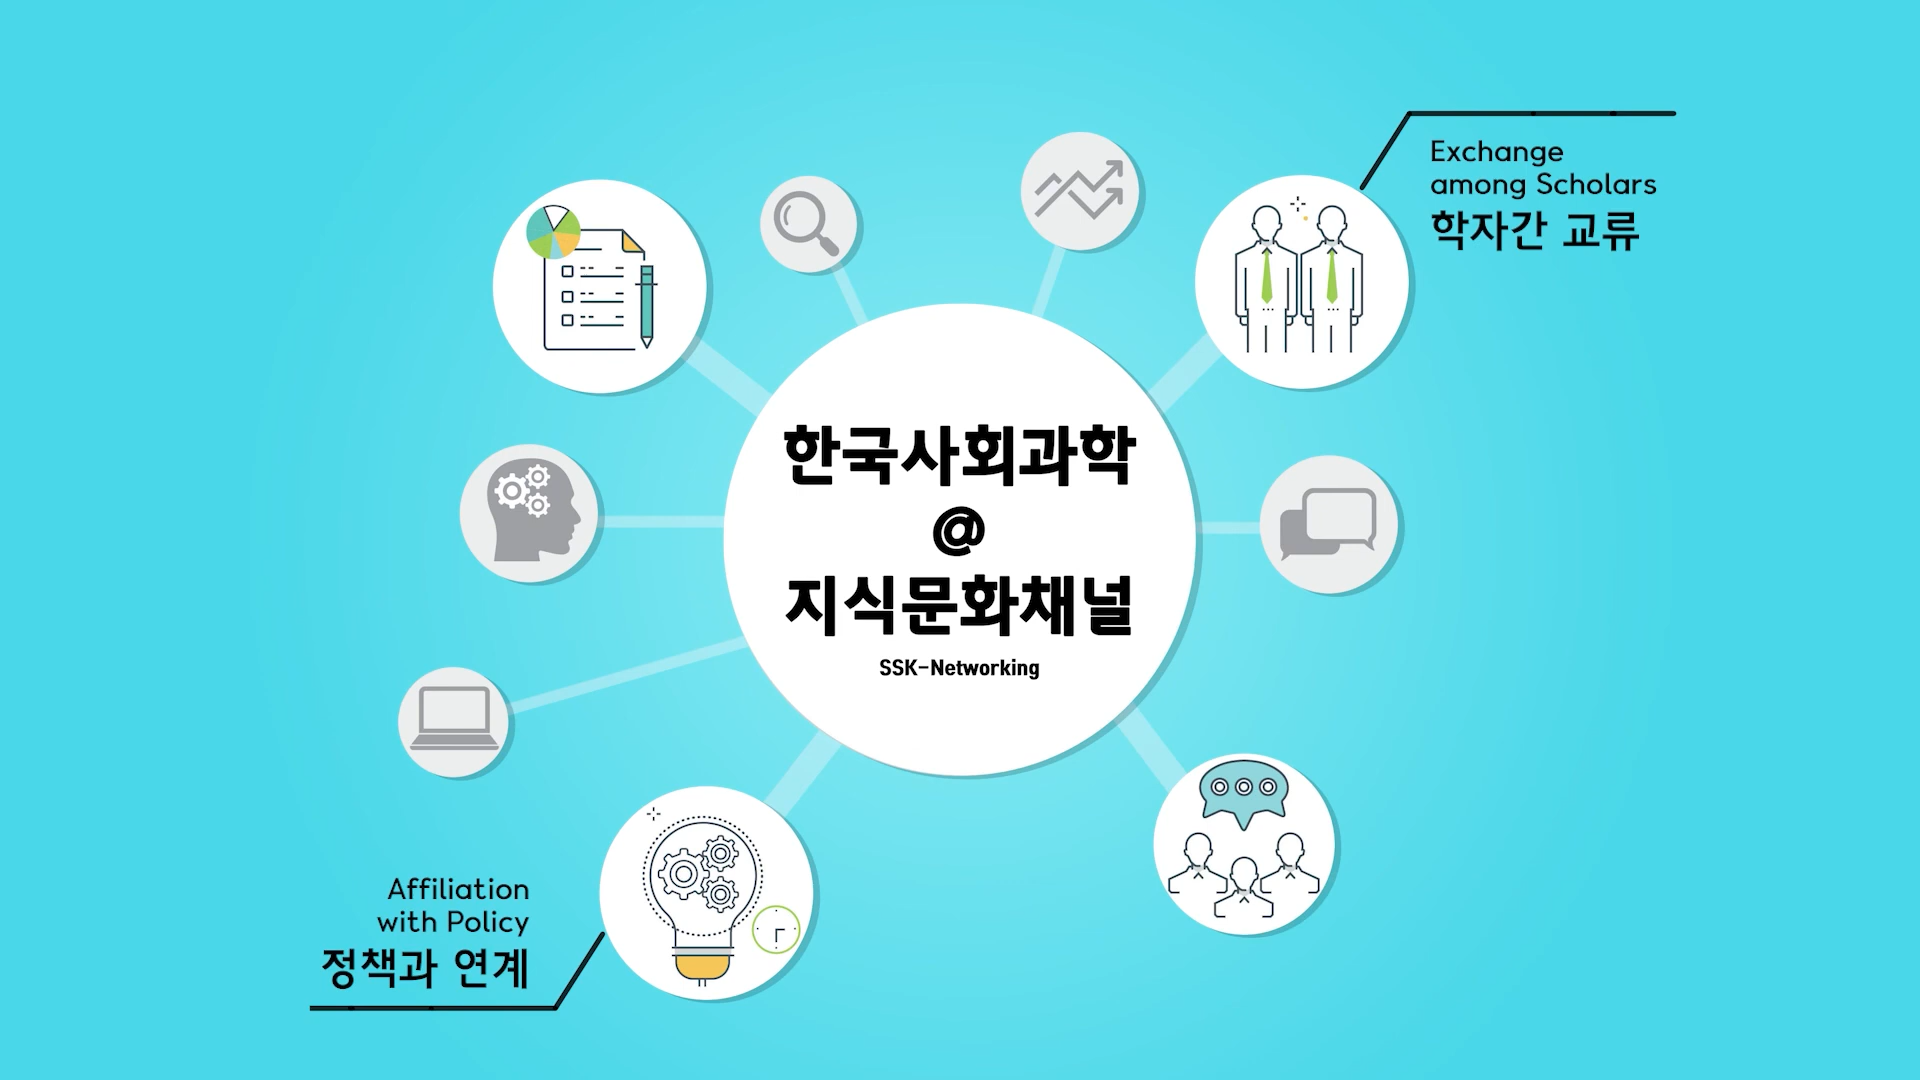 Exchange
among Scholars
학자간 교류
한국사회과학
@
지식문화채널
SSK-Networking
Affiliation
with Policy
정책과 연계